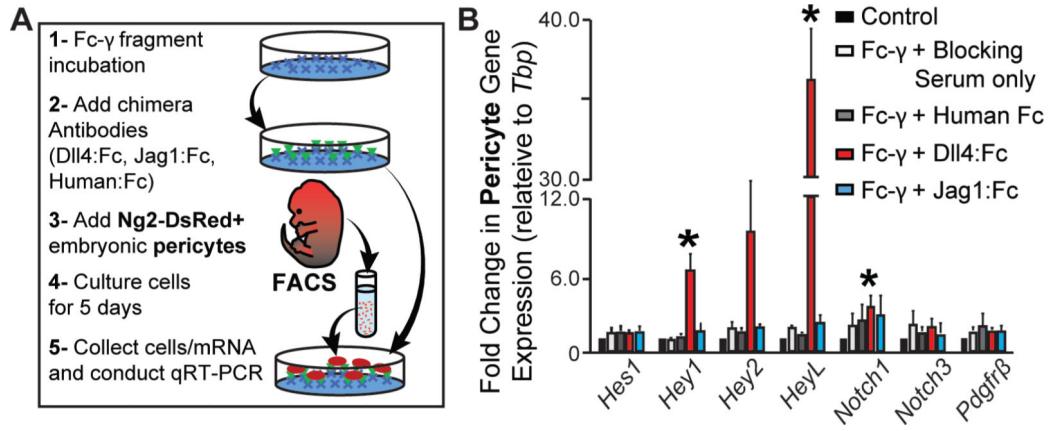 A
1- Fc-γ fragment
incubation
2- Add chimera
Antibodies
(Dll4:Fc, Jag1:Fc,
Human:Fc)
3- Add Ng2-DsRed+
embryonic pericytes
4- Culture cells
for 5 days
5- Collect cells/mRNA
and conduct qRT-PCR
FACS
B
Fold Change in Pericyte Gene
Expression (relateive to Tbp)
40.0
30.0
12.0
6.0
0
*
*
*
Control
Fc-γ + Blocking
Serum only
Fc-γ + Human Fc
Fc-γ + Dll4:Fc
Fc-γ + Jag1:Fc
Hes1
Hey1
Hey2
HeyL
Notch1
Notch3
Pdgfrβ